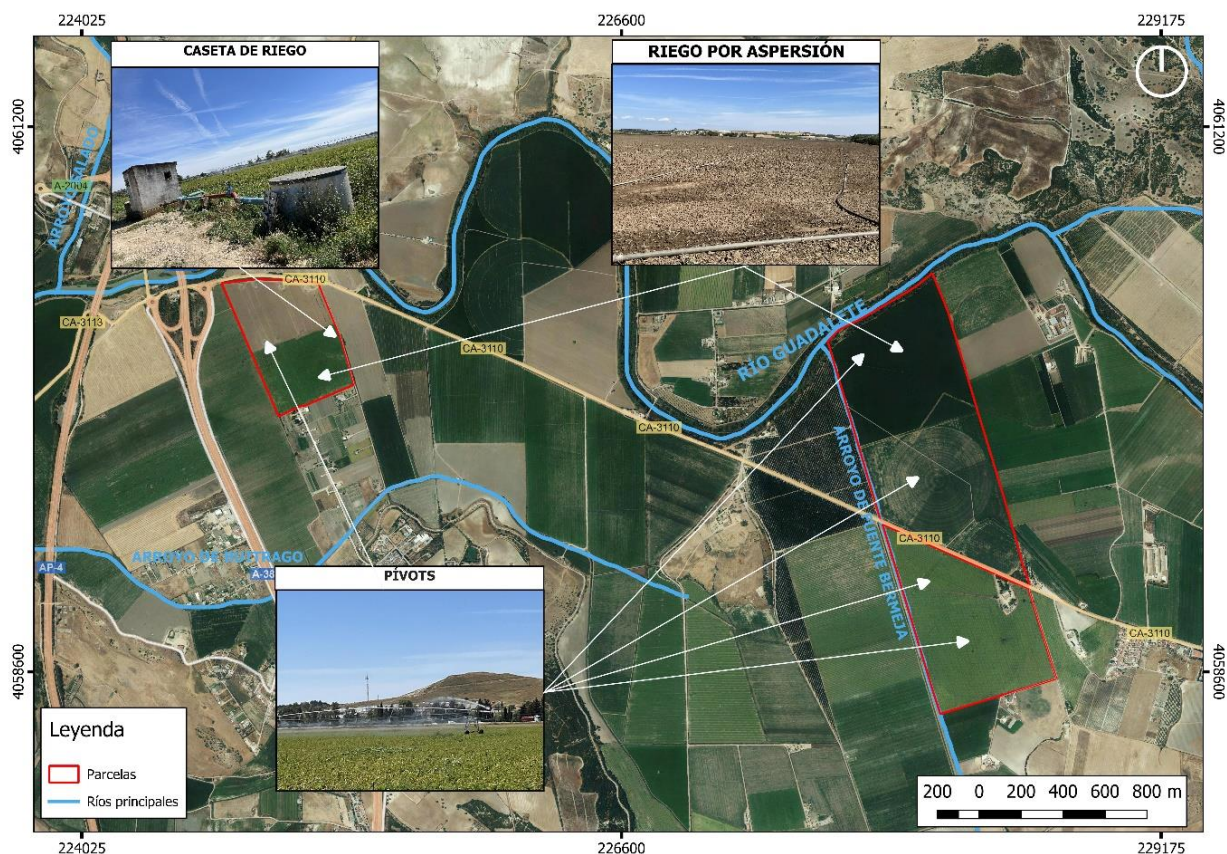 224025
226600
229175
CASETA DE RIEGO
RIEGO POR ASPERSIÓN
4061200
4061200
ARROYO SALADO
A-2004
CA-3110
CA-3113
CA-3110
RÍO GUADALETE
CA-3110
ARROYO DE FUENTE BERMEJA
CA-3110
ARROYO DE BUITRAGO
AP-4
A-38
PÍVOTS
CA-3110
4058600
4058600
Leyenda
Parcelas
Ríos principales
200 0 200 400 600 800 m
224025
226600
229175